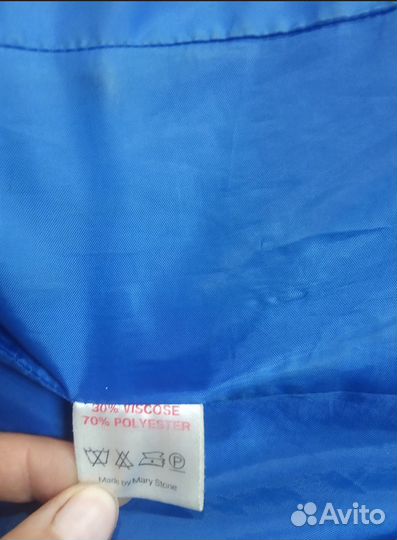 30% VISCOSE
70% POLYESTER
P
Made by Mary Stone
Avito